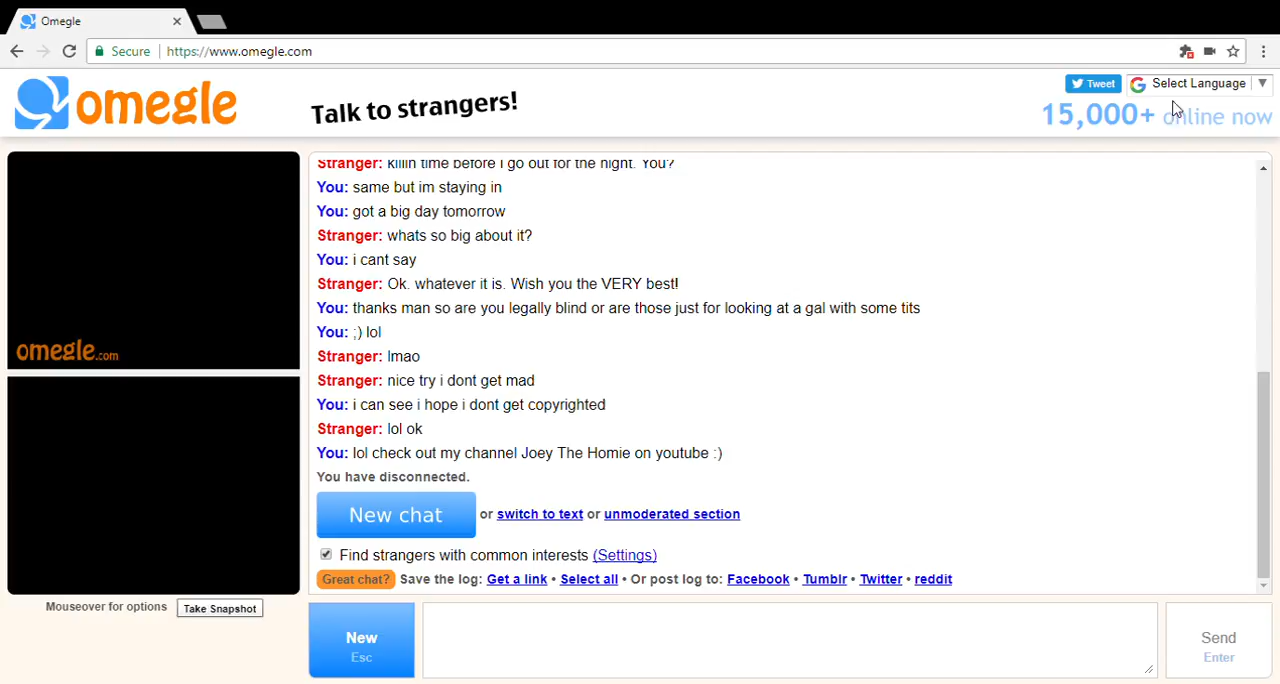 Omegle
Secure https://www.omegle.com
omegle
Talk to strangers!
Tweet
Select Language
15,000+ online now
Stranger: killin time before i go out for the night. You?
You: same but im staying in
You: got a big day tomorrow
Stranger: whats so big about it?
You: i cant say
Stranger: Ok. whatever it is. Wish you the VERY best!
You: thanks man so are you legally blind or are those just for looking at a gal with some tits
You: ;) lol
Stranger: lmao
Stranger: nice try i dont get mad
You: i can see i hope i dont get copyrighted
Stranger: lol ok
You: lol check out my channel Joey The Homie on youtube :)
You have disconnected.
New chat or switch to text or unmoderated section
Find strangers with common interests (Settings)
Great chat? Save the log: Get a link • Select all • Or post log to: Facebook • Tumblr • Twitter • reddit
omegle.com
Mouseover for options Take Snapshot
New
Esc
Send
Enter